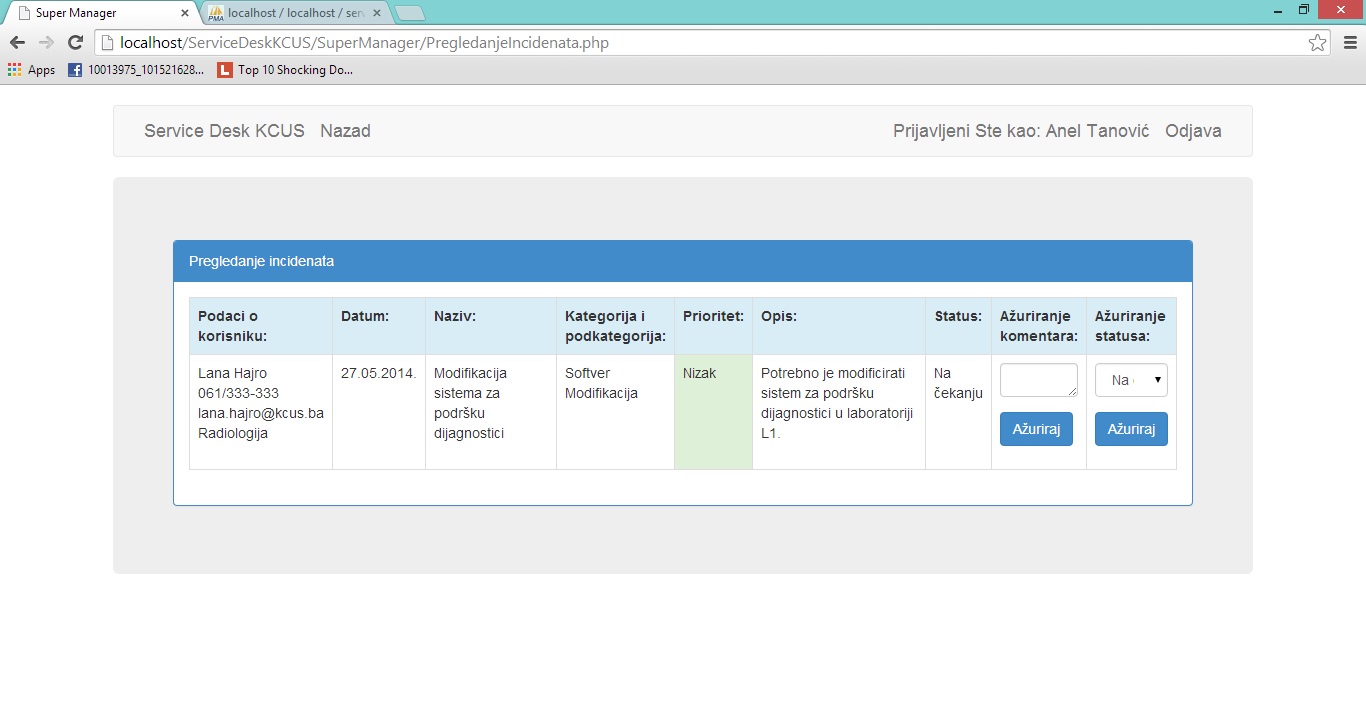 Super Manager
localhost / localhost / ser
localhost/ServiceDeskKCUS/SuperManager/PregledanjeIncidenata.php
Apps
10013975_101521628...
Top 10 Shocking Do...
Service Desk KCUS Nazad Prijavljeni Ste kao: Anel Tanović Odjava
Pregledanje incidenata
Podaci o korisniku:
Datum:
Naziv:
Kategorija i podkategorija:
Prioritet:
Opis:
Status:
Ažuriranje komentara:
Ažuriranje statusa:
Lana Hajro
061/333-333
lana.hajro@kcus.ba
Radiologija
27.05.2014.
Modifikacija
sistema za
podršku
dijagnostici
Softver
Modifikacija
Nizak
Potrebno je modificirati
sistem za podršku
dijagnostici u laboratoriji
L1.
Na
čekanju
Ažuriraj
Na
Ažuriraj